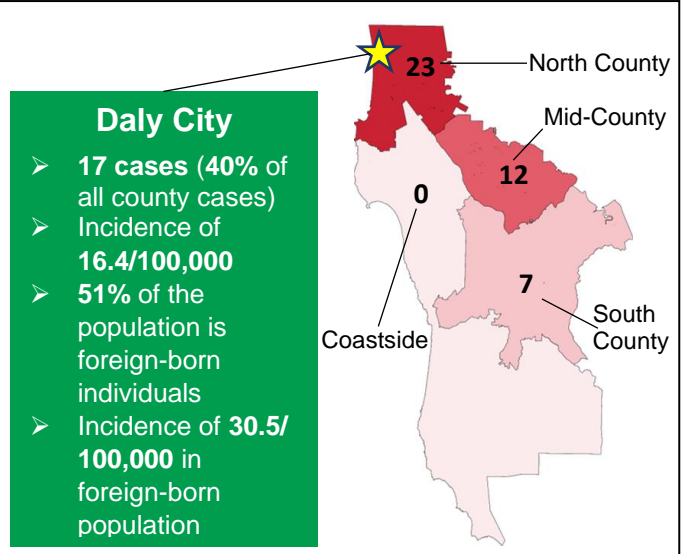 Daly City
➢ 17 cases (40% of
all county cases)
➢ Incidence of
16.4/100,000
➢ 51% of the
population is
foreign-born
individuals
➢ Incidence of 30.5/
100,000 in
foreign-born
population
23
North County
Mid-County
12
0
7
Coastside
South
County